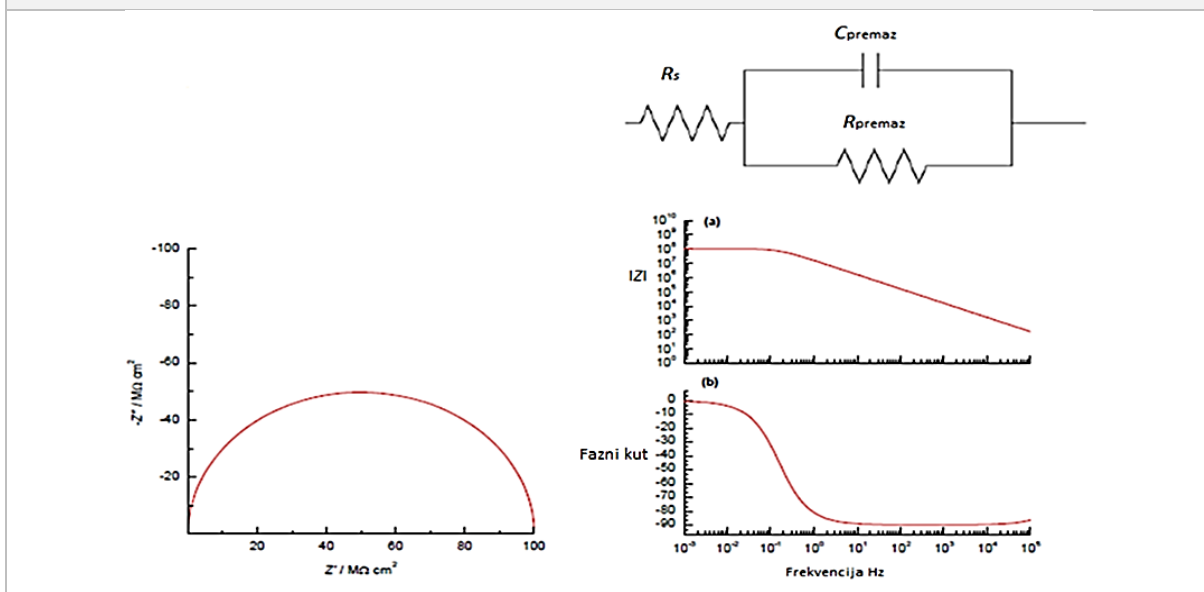 Cpremaz
Rs
Rpremaz
(a)
10¹⁰
10⁹
10⁸
10⁷
10⁶
10⁵
10⁴
10³
10²
10¹
10⁰
IZI
(b)
0
-10
-20
-30
-40
-50
-60
-70
-80
-90
Fazni kut
10⁻³ 10⁻² 10⁻¹ 10⁰ 10¹ 10² 10³ 10⁴ 10⁵
Frekvencija Hz
-100
-80
-60
-40
-20
-Z" / MΩ cm²
20 40 60 80 100
Z' / MΩ cm²